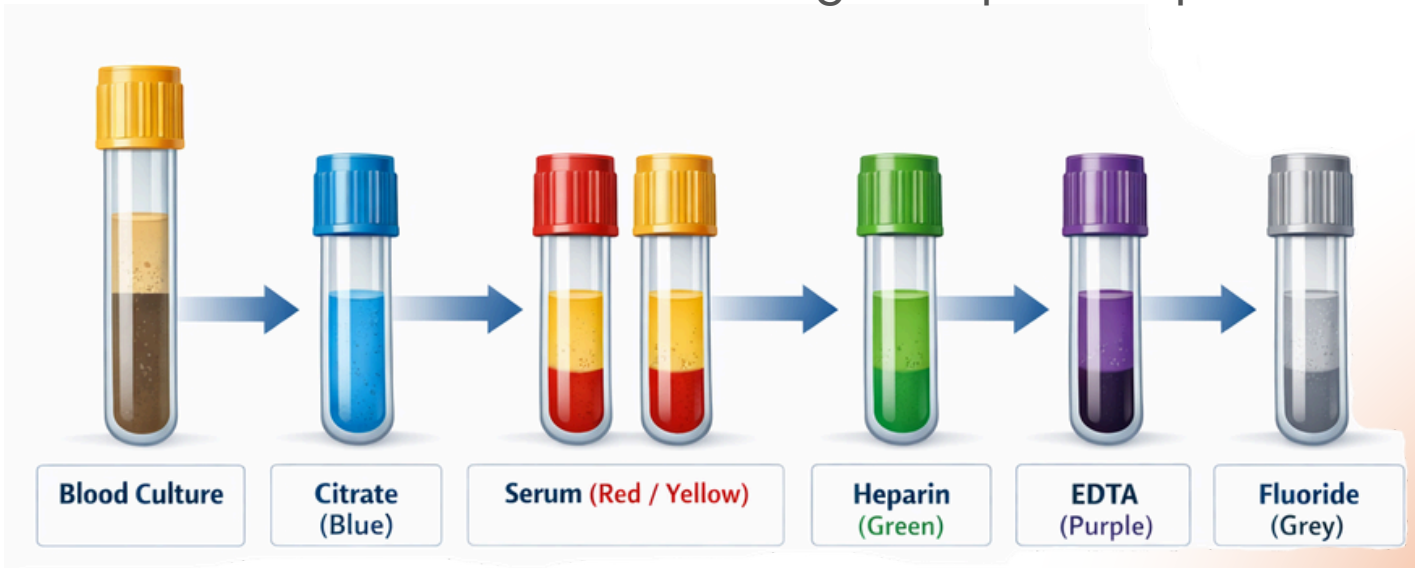 Blood Culture
Citrate
(Blue)
Serum (Red / Yellow)
Heparin
(Green)
EDTA
(Purple)
Fluoride
(Grey)